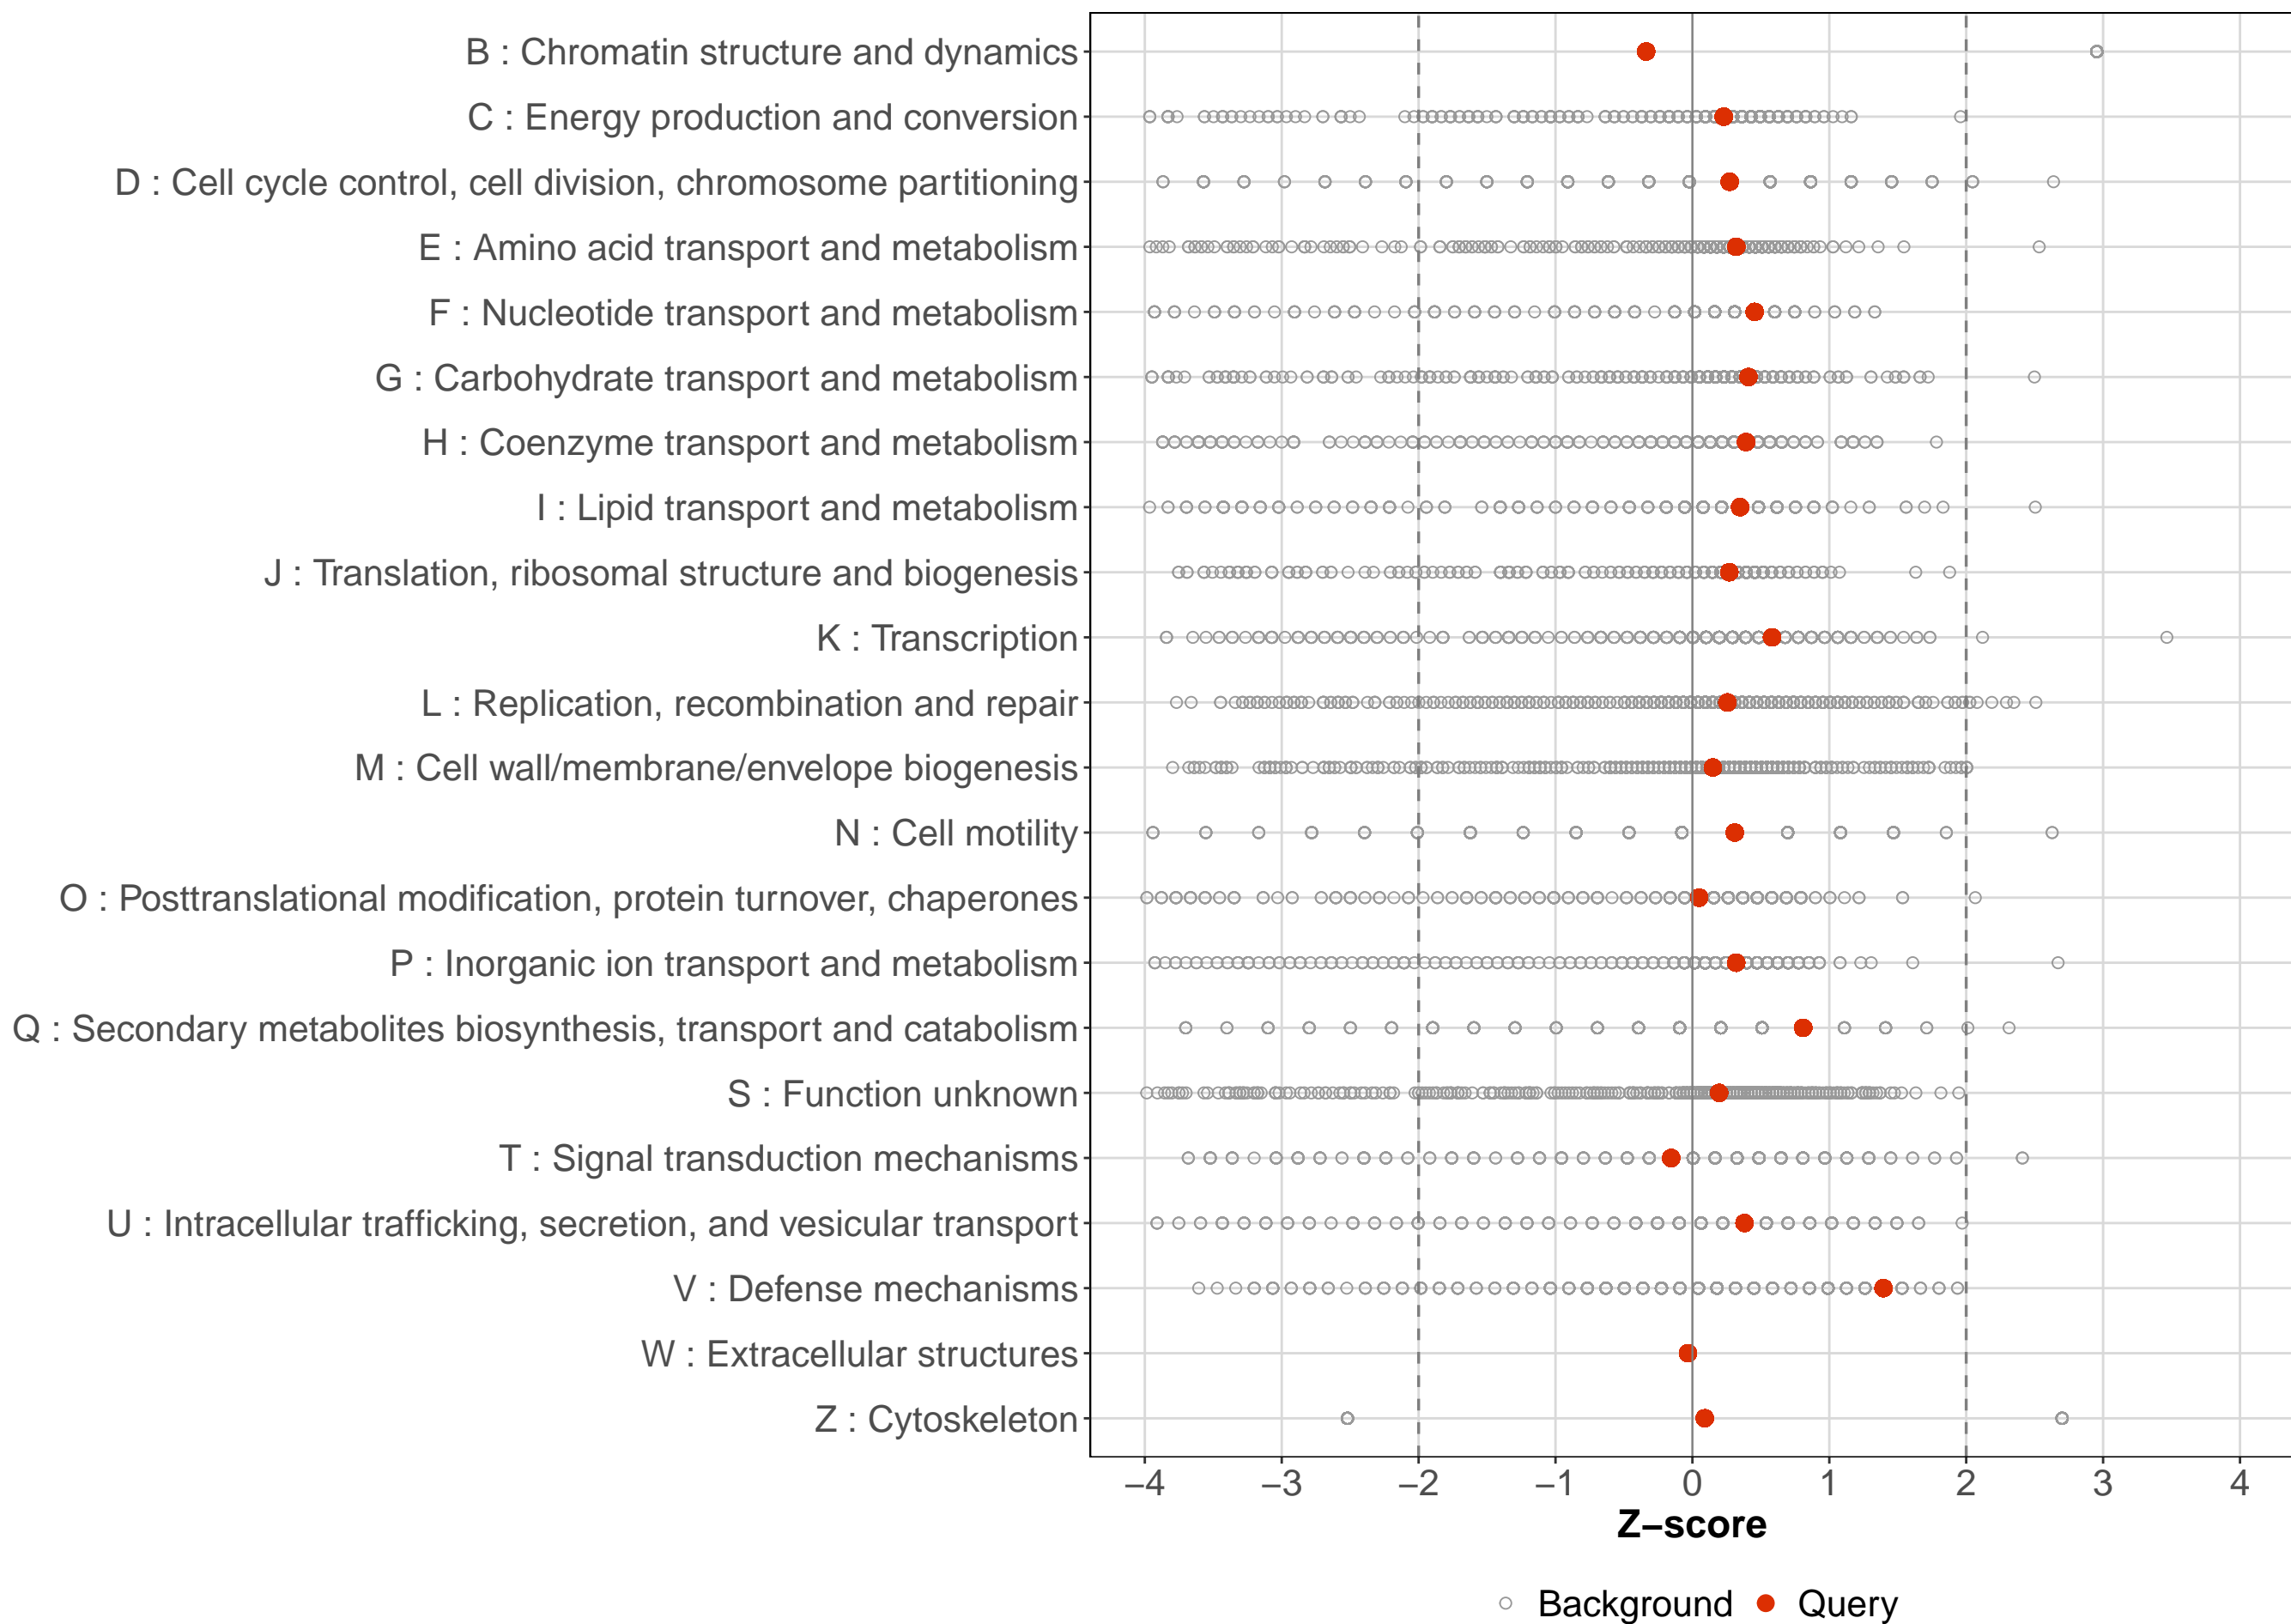 B : Chromatin structure and dynamics
C : Energy production and conversion
D : Cell cycle control, cell division, chromosome partitioning
E : Amino acid transport and metabolism
F : Nucleotide transport and metabolism
G : Carbohydrate transport and metabolism
H : Coenzyme transport and metabolism
I : Lipid transport and metabolism
J : Translation, ribosomal structure and biogenesis
K : Transcription
L : Replication, recombination and repair
M : Cell wall/membrane/envelope biogenesis
N : Cell motility
O : Posttranslational modification, protein turnover, chaperones
P : Inorganic ion transport and metabolism
Q : Secondary metabolites biosynthesis, transport and catabolism
S : Function unknown
T : Signal transduction mechanisms
U : Intracellular trafficking, secretion, and vesicular transport
V : Defense mechanisms
W : Extracellular structures
Z : Cytoskeleton
−4 −3 −2 −1 0 1 2 3 4
Z−score
Background Query